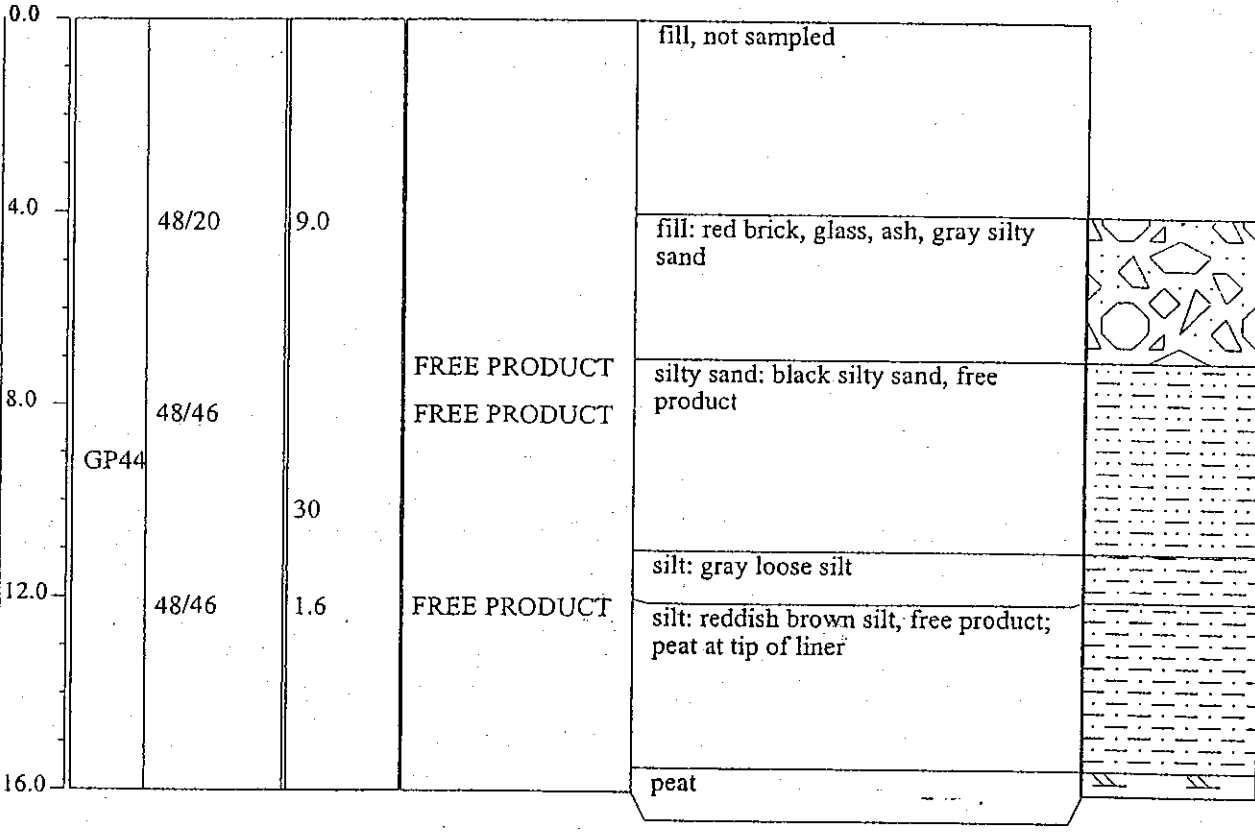 0.0
fill, not sampled
4.0
48/20
9.0
fill: red brick, glass, ash, gray silty
sand
FREE PRODUCT
silty sand: black silty sand, free
product
8.0
48/46
FREE PRODUCT
GP44
30
silt: gray loose silt
12.0
48/46
1.6
FREE PRODUCT
silt: reddish brown silt, free product;
peat at tip of liner
16.0
peat